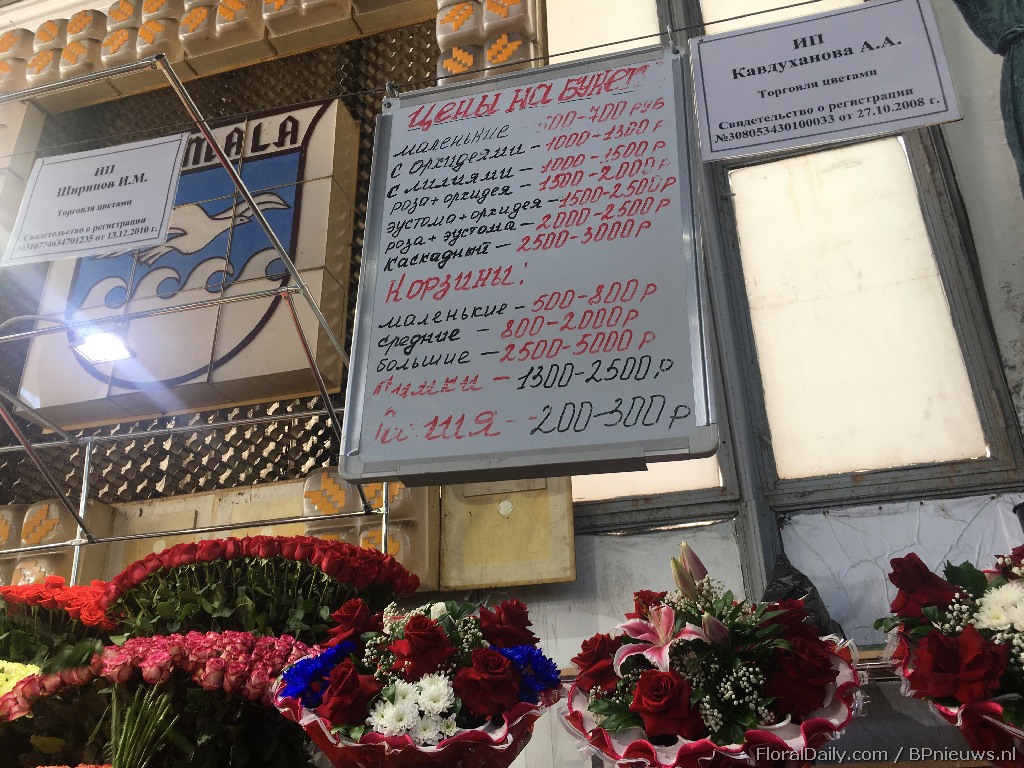 ИП
Кавдуханова А.А.
Торговля цветами
Свидетельство о регистрации
№308053430100033 от 27.10.2008 г.
MALA
ИП
Ширинов И.М.
Торговля цветами
Свидетельство о регистрации
№310774634701235 от 13.12.2010 г.
ЦЕНЫ НА БУКЕТ
маленькие 500-700 РУБ
С ОРХИДЕЯМИ - 1000-1300 Р
С ЛИЛИЯМИ - 1000-1500 Р
роза + орхидея - 1500-2000 Р
эустома + орхидея - 1500-2500 Р
роза + эустома - 2000-2500 Р
Каскадный - 2500-3000 Р
КОРЗИНЫ:
маленькие - 500-800 Р
средние - 800-2000 Р
большие - 2500-5000 Р
- 1300-2500 Р
- 200-300 Р
FloralDaily.com / BPnieuws.nl